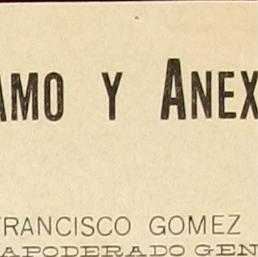 AMO Y ANEX
FRANCISCO GOMEZ
APODERADO GEN